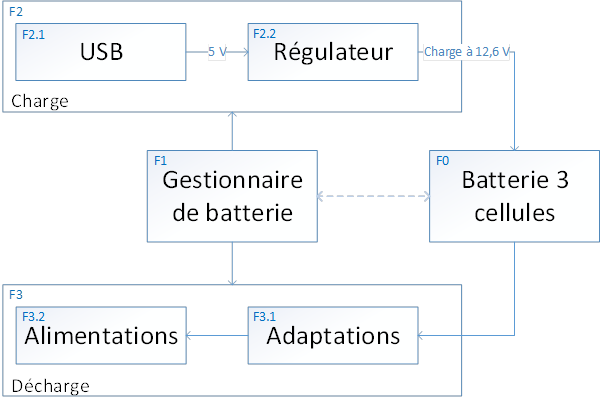 F2
F2.1
USB
5 V
F2.2
Régulateur
Charge à 12,6 V
Charge
F1
Gestionnaire
de batterie
F0
Batterie 3
cellules
F3
F3.2
Alimentations
F3.1
Adaptations
Décharge